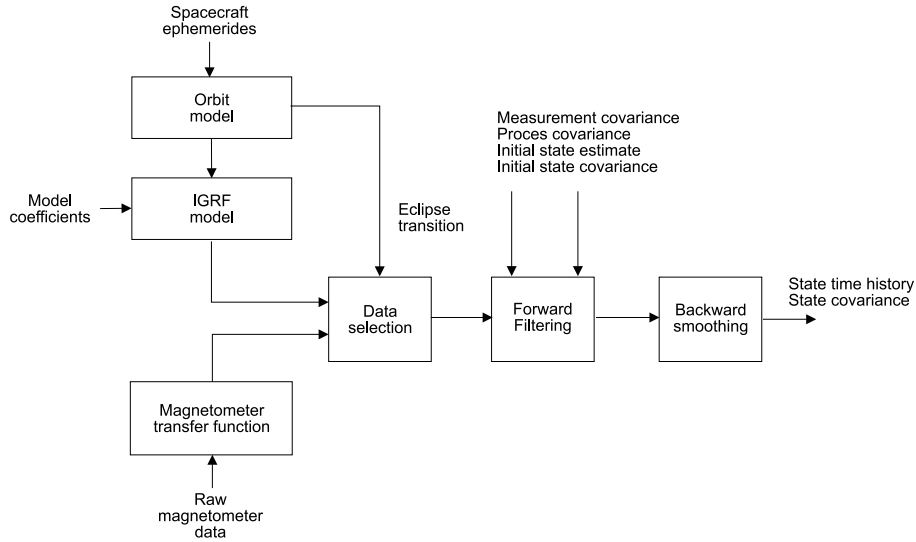 Spacecraft
ephemerides
Orbit
model
Measurement covariance
Proces covariance
Initial state estimate
Initial state covariance
Model
coefficients
IGRF
model
Eclipse
transition
Data
selection
Forward
Filtering
Backward
smoothing
State time history
State covariance
Magnetometer
transfer function
Raw
magnetometer
data